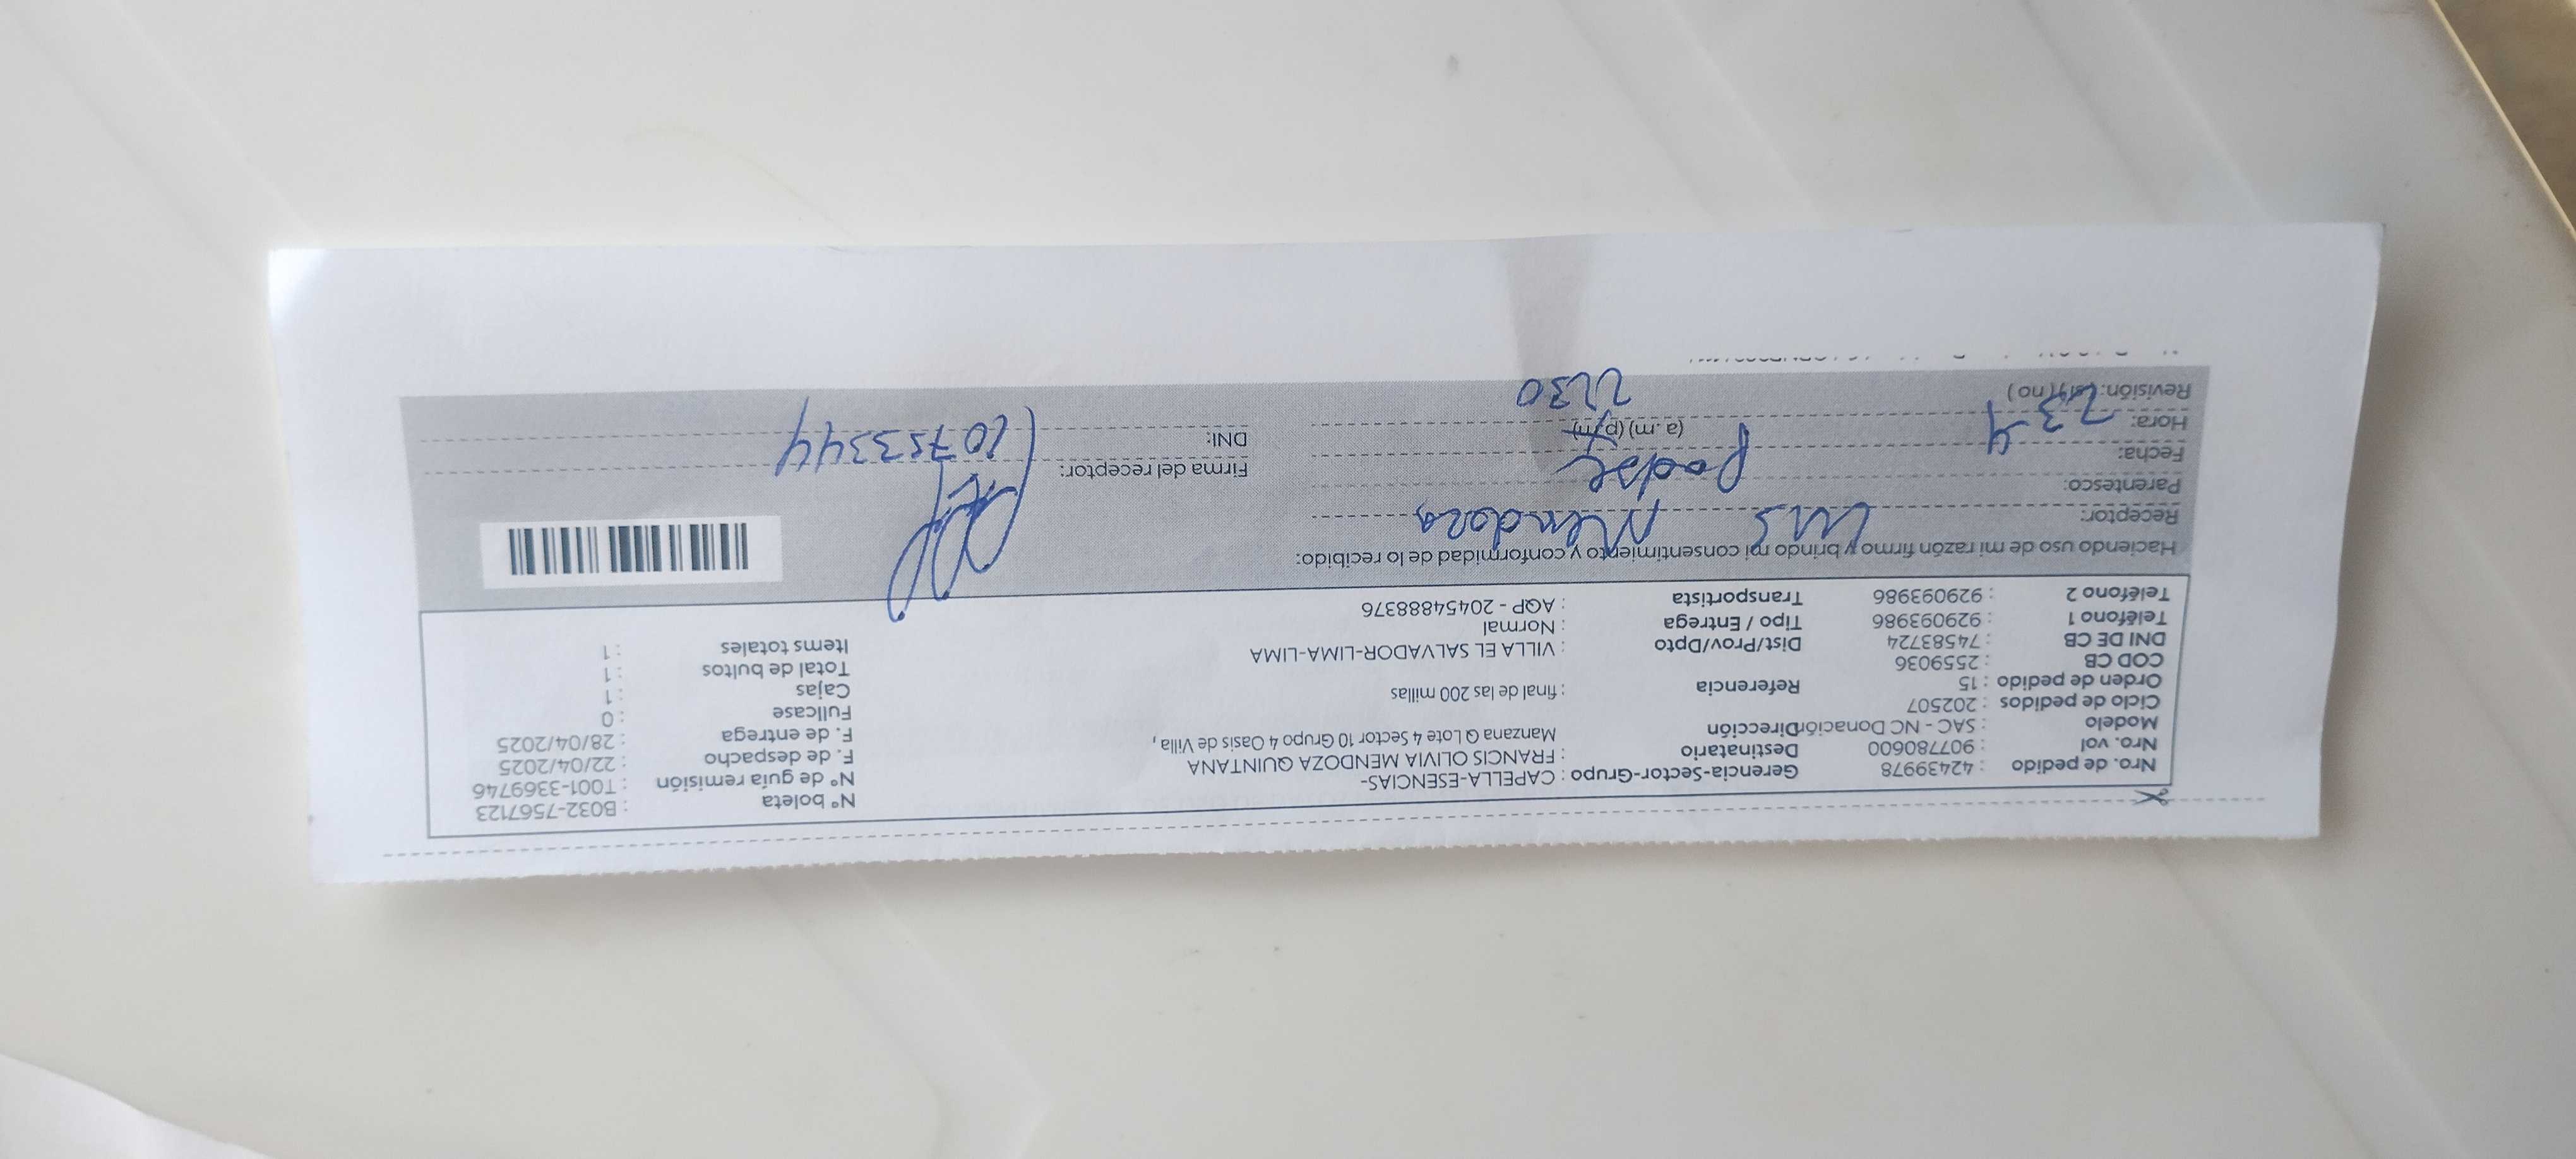 Nro. de pedido : 42439978 Gerencia-Sector-Grupo : CAPELLA-ESENCIAS- N° boleta : B032-7567123
Nro. vol : 907780600 Destinatario : FRANCIS OLIVIA MENDOZA QUINTANA N° de guía remisión : T001-3369746
Modelo : SAC - NC Donación Dirección Manzana Q Lote 4 Sector 10 Grupo 4 Oasis de Villa, F. de despacho : 22/04/2025
Ciclo de pedidos : 202507 F. de entrega : 28/04/2025
Orden de pedido : 15 Referencia : final de las 200 millas Fullcase : 0
COD CB : 2559036 Cajas : 1
DNI DE CB : 74583724 Dist/Prov/Dpto : VILLA EL SALVADOR-LIMA-LIMA Total de bultos : 1
Teléfono 1 : 929093986 Tipo / Entrega : Normal Items totales : 1
Teléfono 2 : 929093986 Transportista : AQP - 20454888376
Haciendo uso de mi razón firmo y brindo mi consentimiento y conformidad de lo recibido:
Receptor: Luis Mendoza
Parentesco: Padre
Fecha: Firma del receptor:
Hora: (a.m) (p/m) DNI:
Revisión: (si) (no)